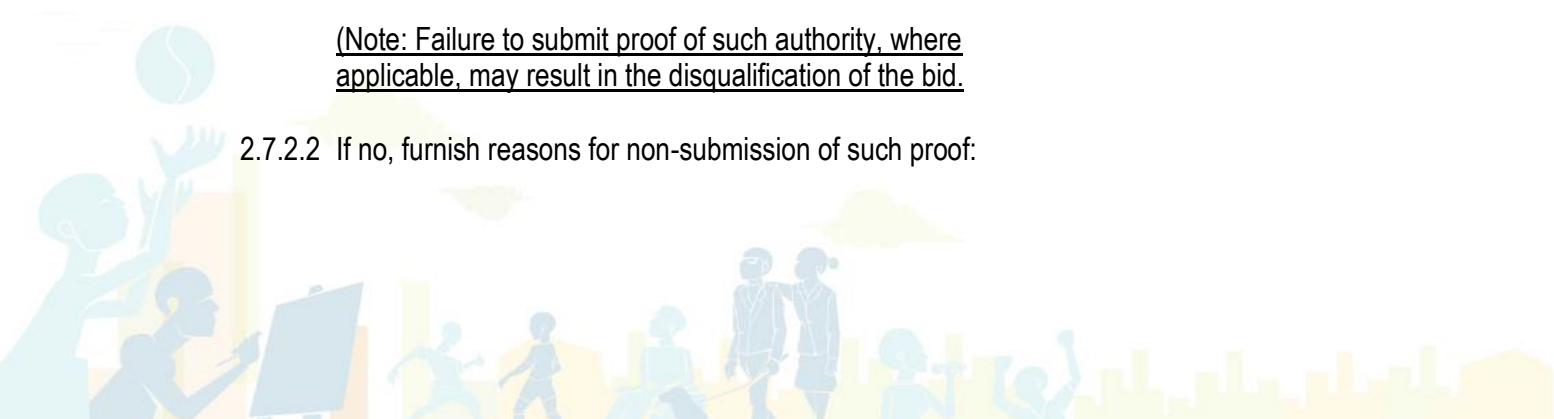 (Note: Failure to submit proof of such authority, where
applicable, may result in the disqualification of the bid.
2.7.2.2 If no, furnish reasons for non-submission of such proof: